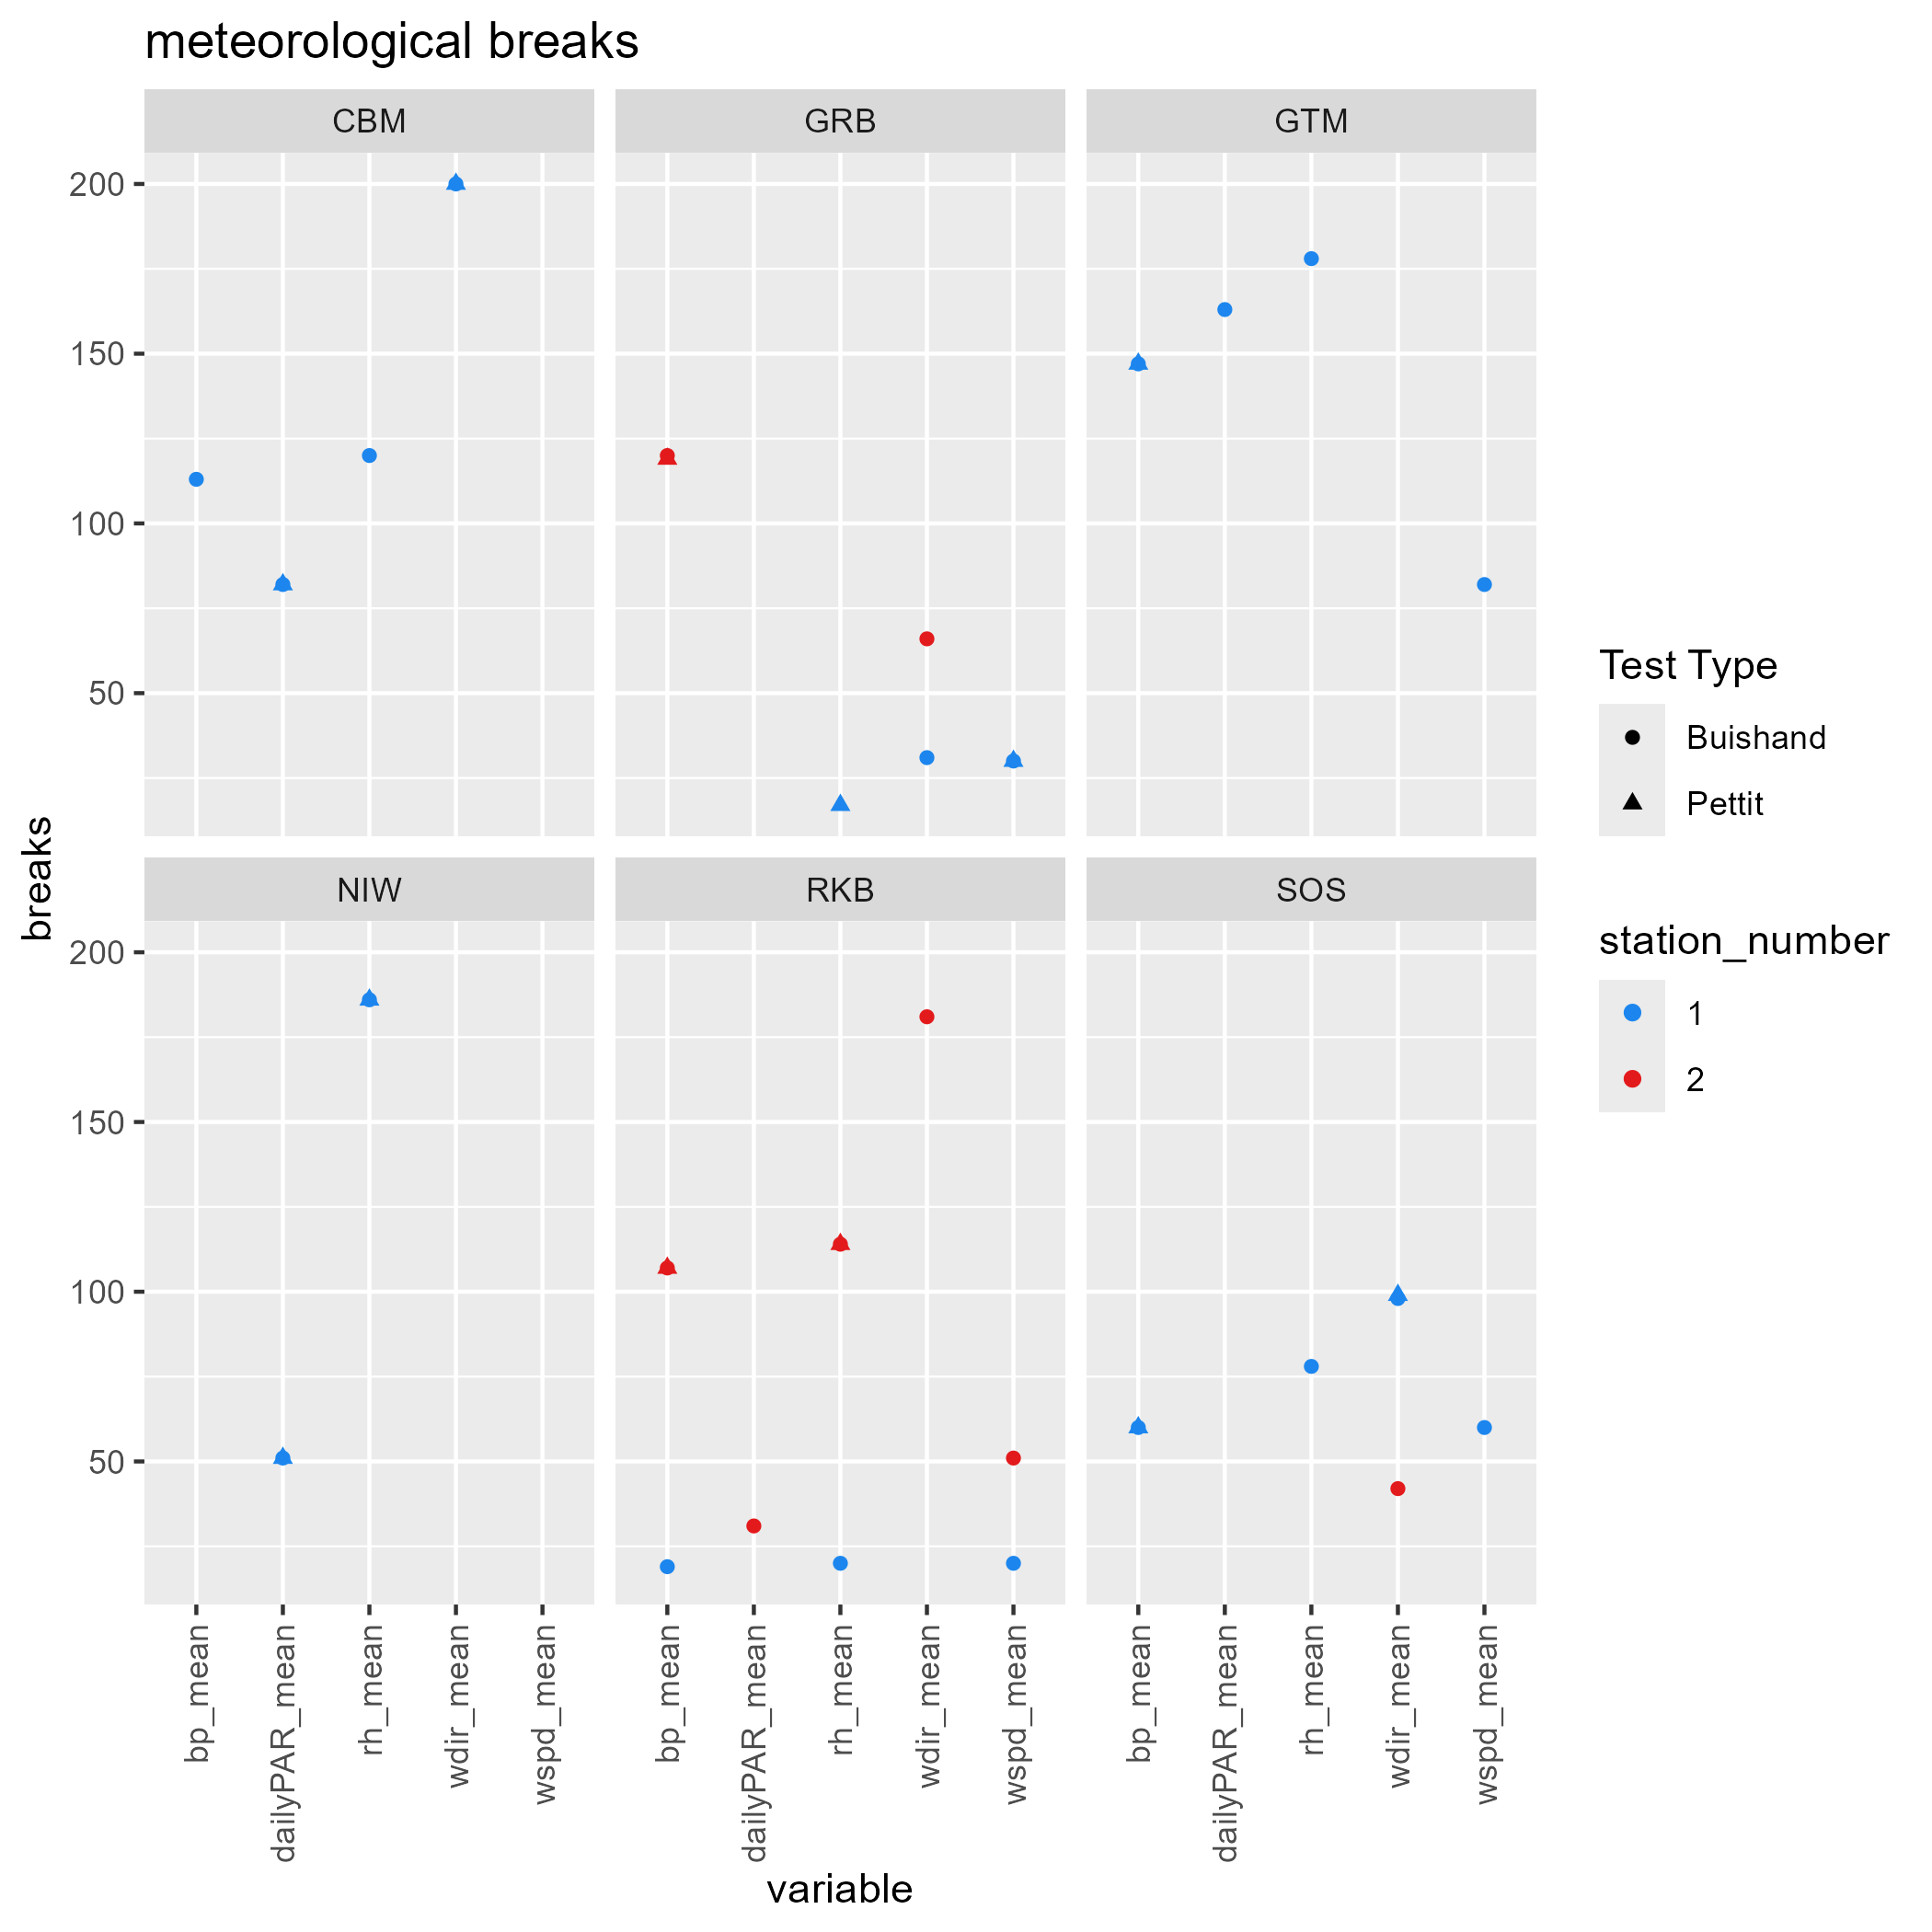 meteorological breaks
CBM
GRB
GTM
200
150
100
50
breaks
NIW
RKB
SOS
200
150
100
50
bp_mean
dailyPAR_mean
rh_mean
wdir_mean
wspd_mean
bp_mean
dailyPAR_mean
rh_mean
wdir_mean
wspd_mean
bp_mean
dailyPAR_mean
rh_mean
wdir_mean
wspd_mean
variable
Test Type
Buishand
Pettit
station_number
1
2